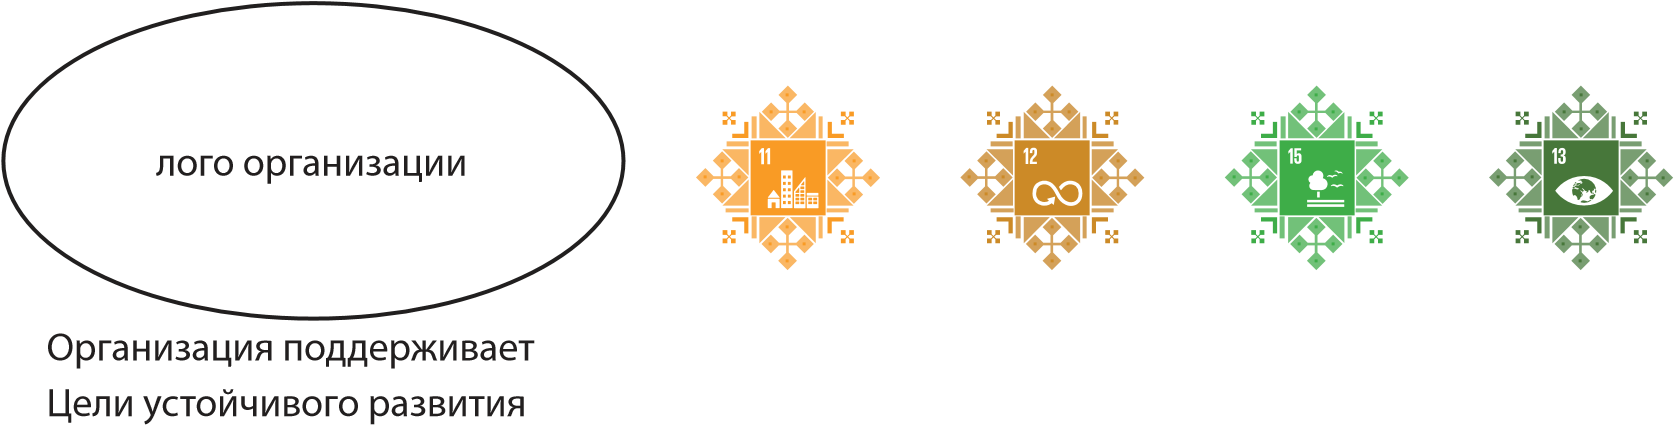 лого организации
11
12
15
13
Организация поддерживает
Цели устойчивого развития